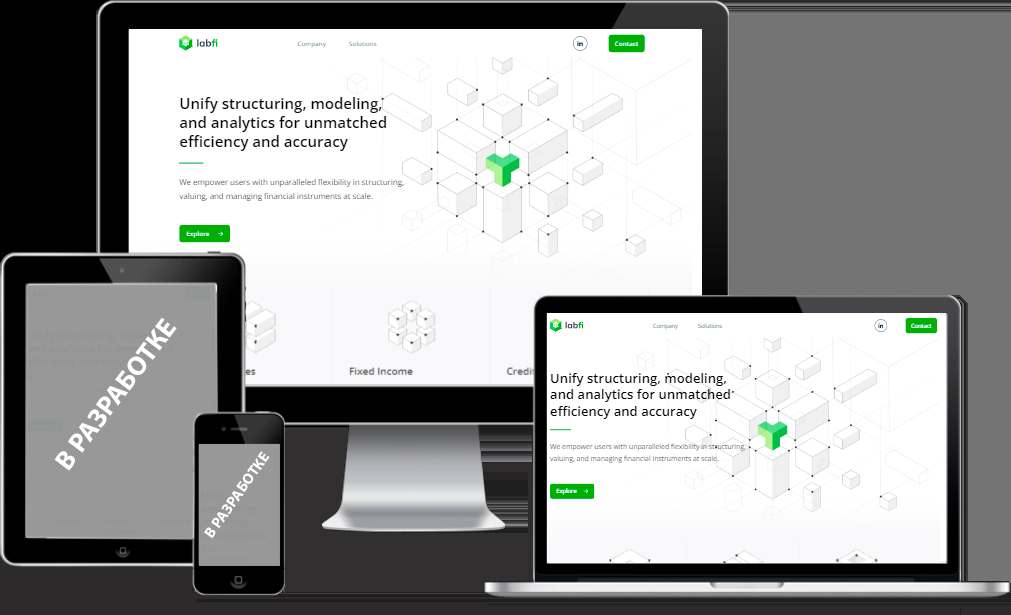 labfi
Company
Solutions
in
Contact
Unify structuring, modeling,
and analytics for unmatched
efficiency and accuracy
We empower users with unparalleled flexibility in structuring,
valuing, and managing financial instruments at scale.
Explore →
es
Fixed Income
Credi
В РАЗРАБОТКЕ
В РАЗРАБОТКЕ
labfi
Company
Solutions
in
Contact
Unify structuring, modeling,
and analytics for unmatched
efficiency and accuracy
We empower users with unparalleled flexibility in structuring,
valuing, and managing financial instruments at scale.
Explore →